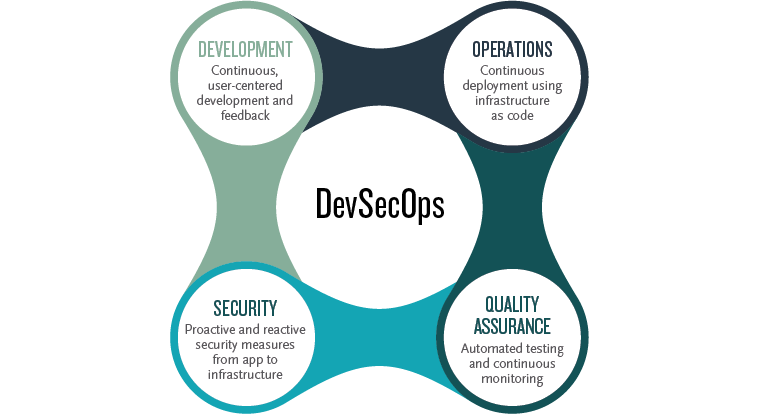 DEVELOPMENT
Continuous,
user-centered
development and
feedback
OPERATIONS
Continuous
deployment using
infrastructure
as code
DevSecOps
SECURITY
Proactive and reactive
security measures
from app to
infrastructure
QUALITY
ASSURANCE
Automated testing
and continuous
monitoring